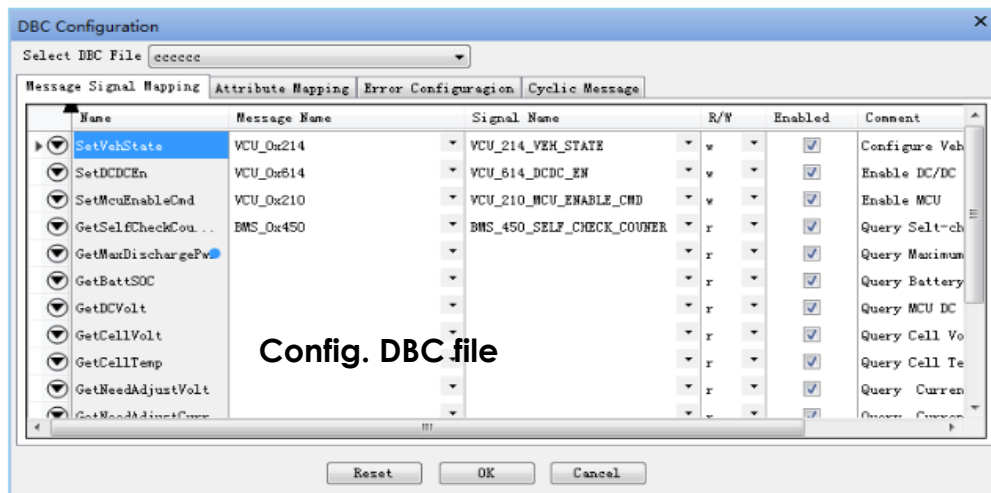 DBC Configuration
Select DBC File cccccc
Message Signal Mapping Attribute Mapping Error Configuragion Cyclic Message
Name Message Name Signal Name R/W Enabled Comment
SetVehState VCU_0x214 VCU_214_VEH_STATE w Configure Veh
SetDCDCEn VCU_0x614 VCU_614_DCDC_EN w Enable DC/DC
SetMcuEnableCmd VCU_0x210 VCU_210_MCU_ENABLE_CMD w Enable MCU
GetSelfCheckCou... BMS_0x450 BMS_450_SELF_CHECK_COUNER r Query Selt-ch
GetMaxDischargePw r Query Maximum
GetBattSOC r Query Battery
GetDCVolt r Query MCU DC
GetCellVolt r Query Cell Vo
Config. DBC file
GetCellTemp r Query Cell Te
GetNeedAdjustVolt r Query Curren
GetNeedAdjustCurr r Query Curren
Reset OK Cancel